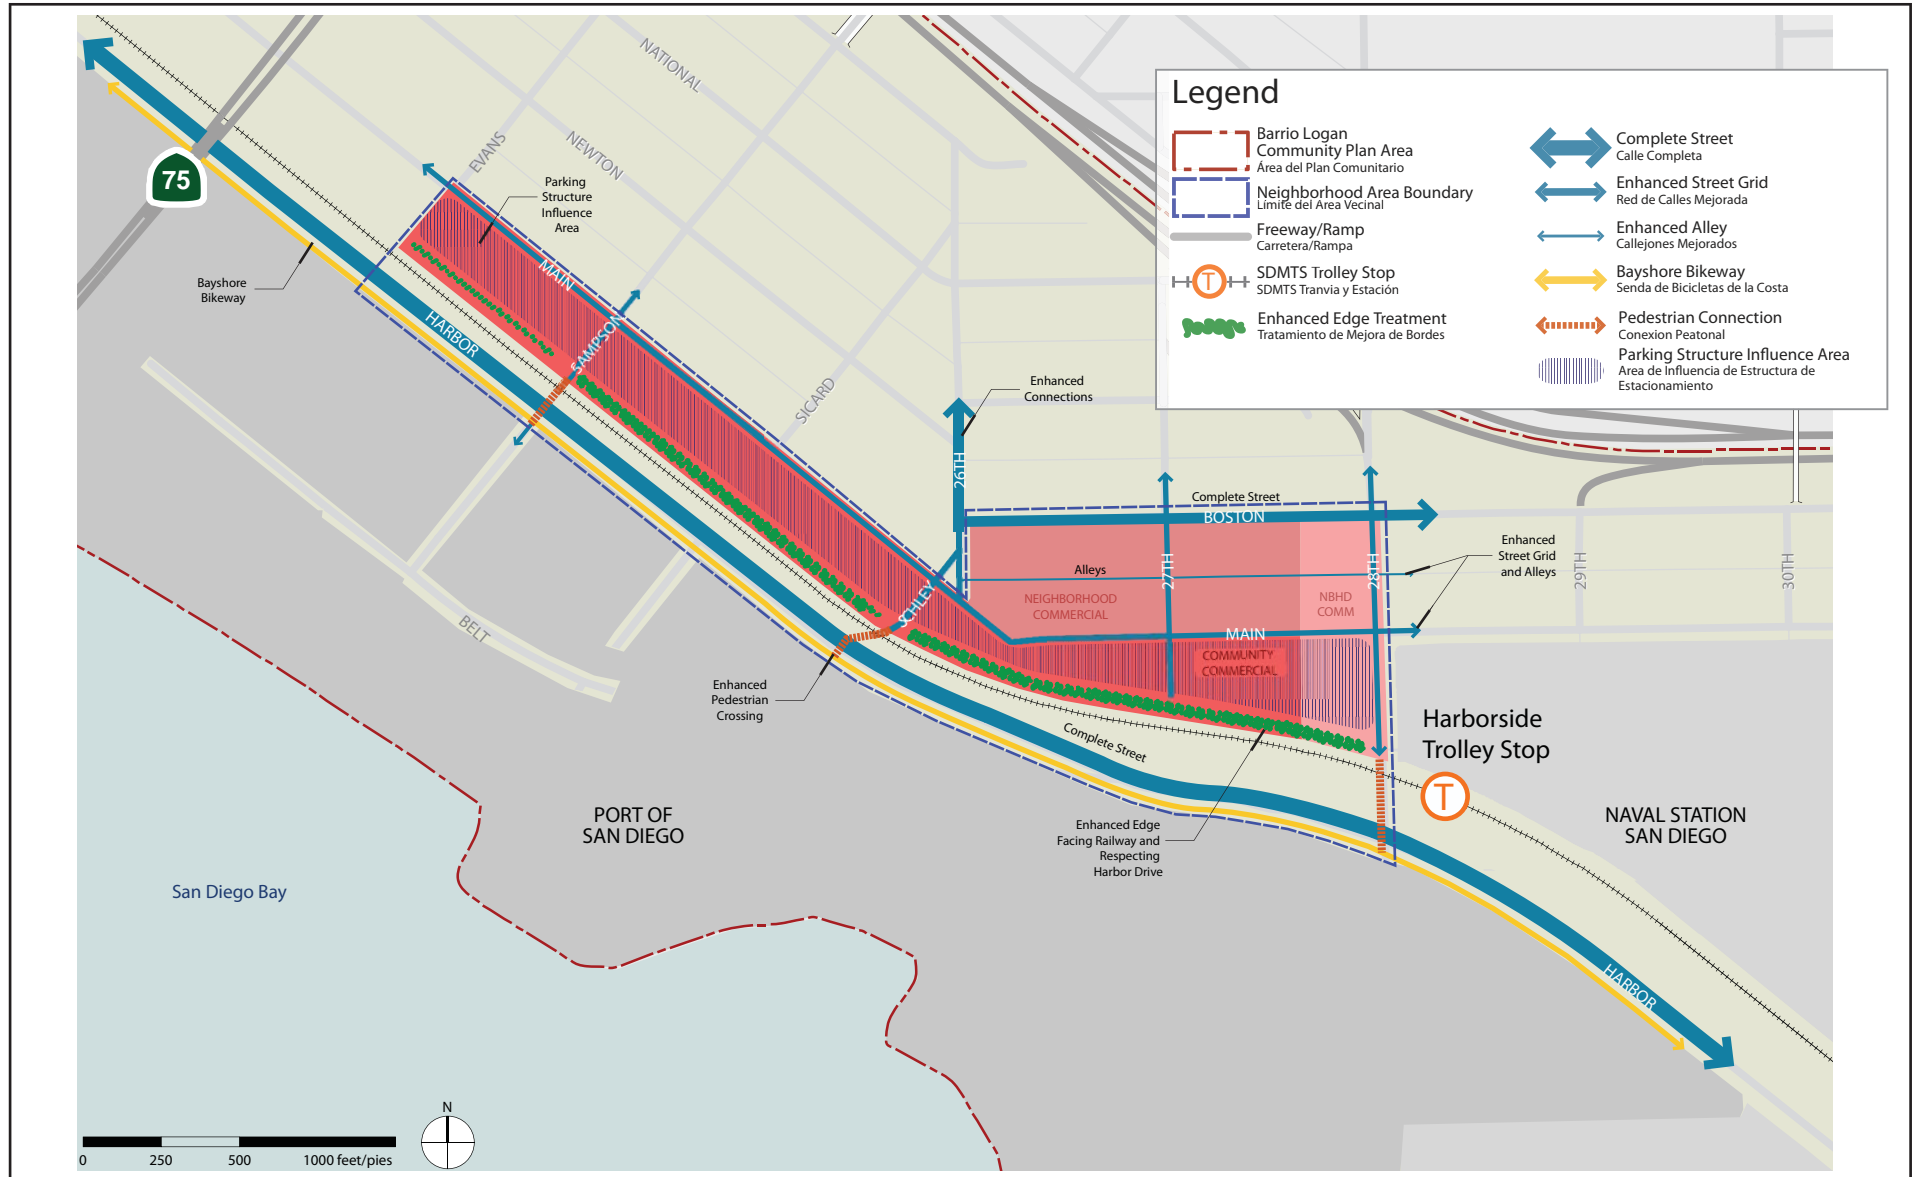 NATIONAL
EVANS
NEWTON
75
Parking
Structure
Influence
Area
Bayshore
Bikeway
MAIN
HARBOR
SAMPSON
SICARD
Enhanced
Connections
26TH
Complete Street
BOSTON
Alleys
27TH
28TH
Enhanced
Street Grid
and Alleys
29TH
30TH
NEIGHBORHOOD
COMMERCIAL
NBHD
COMM
SCHLEY
MAIN
COMMUNITY
COMMERCIAL
BELT
Enhanced
Pedestrian
Crossing
Complete Street
Harborside
Trolley Stop
T
Enhanced Edge
Facing Railway and
Respecting
Harbor Drive
PORT OF
SAN DIEGO
NAVAL STATION
SAN DIEGO
San Diego Bay
HARBOR
N
0 250 500 1000 feet/pies
Legend
Barrio Logan
Community Plan Area
Área del Plan Comunitario
Neighborhood Area Boundary
Límite del Area Vecinal
Freeway/Ramp
Carretera/Rampa
T
SDMTS Trolley Stop
SDMTS Tranvia y Estación
Enhanced Edge Treatment
Tratamiento de Mejora de Bordes
Complete Street
Calle Completa
Enhanced Street Grid
Red de Calles Mejorada
Enhanced Alley
Callejones Mejorados
Bayshore Bikeway
Senda de Bicicletas de la Costa
Pedestrian Connection
Conexion Peatonal
Parking Structure Influence Area
Area de Influencia de Estructura de
Estacionamiento